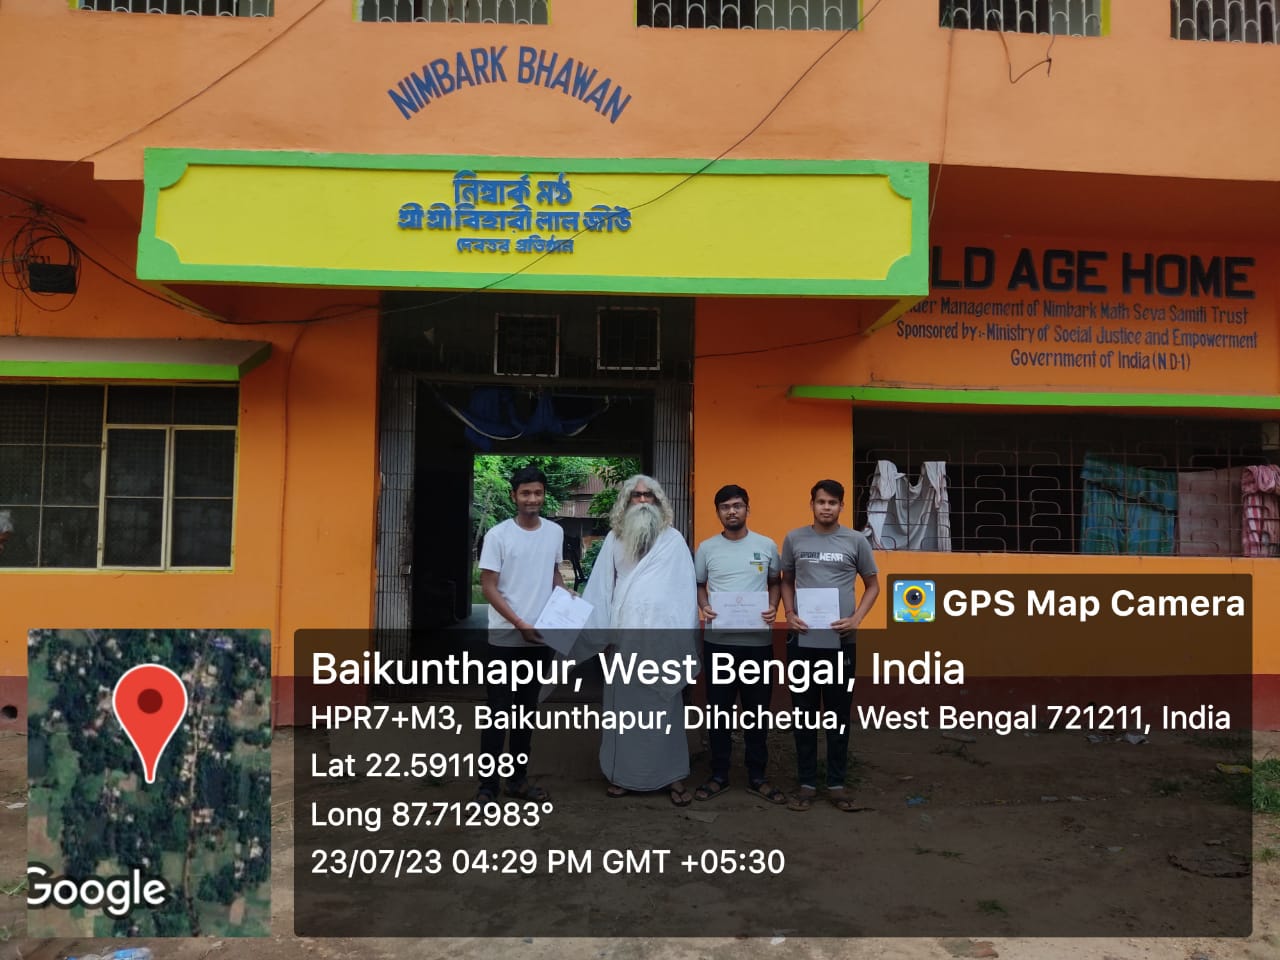 NIMBARK BHAWAN
নিম্বার্ক মঠ
শ্রী শ্রী বিহারী লাল জীউ
দেবত্তর প্রতিষ্ঠান
LD AGE HOME
der Management of Nimbark Math Seva Samiti Trust
Sponsored by:- Ministry of Social Justice and Empowerment
Government of India (N.D-1)
SPORT WEAR
GPS Map Camera
Baikunthapur, West Bengal, India
HPR7+M3, Baikunthapur, Dihichetua, West Bengal 721211, India
Lat 22.591198°
Long 87.712983°
23/07/23 04:29 PM GMT +05:30
Google